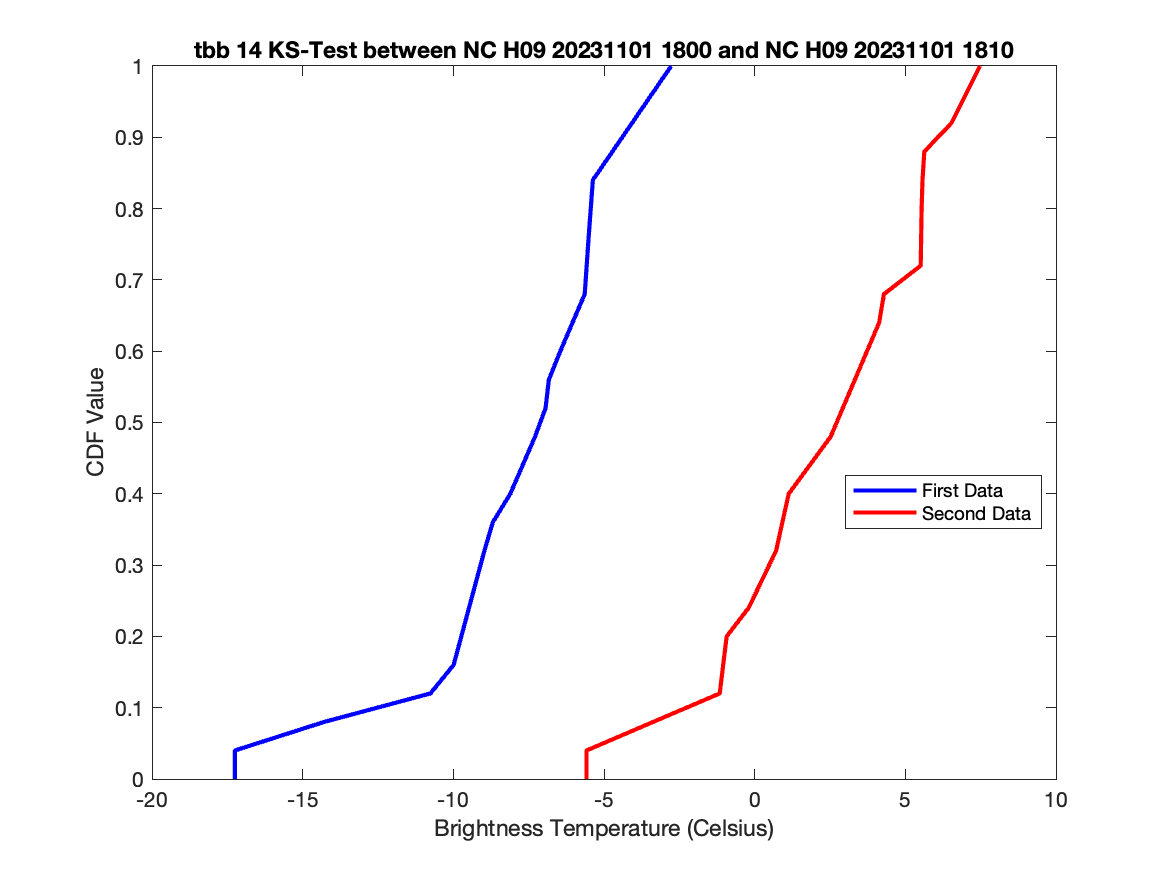 tbb 14 KS-Test between NC H09 20231101 1800 and NC H09 20231101 1810
1
0.9
0.8
0.7
0.6
0.5
0.4
0.3
0.2
0.1
0
CDF Value
First Data
Second Data
-20 -15 -10 -5 0 5 10
Brightness Temperature (Celsius)